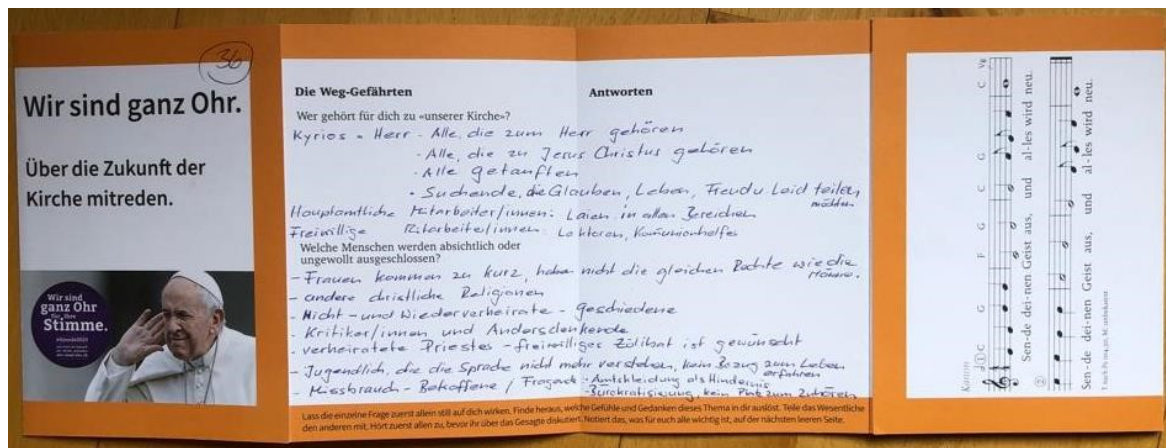 36
Wir sind ganz Ohr.
Über die Zukunft der
Kirche mitreden.
Wir sind
ganz Ohr
für Ihre
Stimme.
Die Weg-Gefährten
Antworten
Wer gehört für dich zu «unserer Kirche»?
Kyrios = Herr - Alle, die zum Herr gehören
- Alle, die zu Jesus Christus gehören
- Alle Getauften
- Suchende, die Glauben, Leben, Freud u. Leid teilen
möchten
Hauptamtliche Mitarbeiter/innen: Laien in allen Bereichen
Freiwillige Mitarbeiter/innen: Lektoren, Kommunionhelfer
Welche Menschen werden absichtlich oder
ungewollt ausgeschlossen?
- Frauen kommen zu kurz, haben nicht die gleichen Rechte wie die
Männer.
- andere christliche Religionen
- Nicht- und Wiederverheirate - Geschiedene
- Kritiker/innen und Andersdenkende
- verheiratete Priester - freiwilliges Zölibat ist gewünscht
- Jugendlich, die die Sprache nicht mehr verstehen, kein Bezug zum Leben
erfahren
- Missbrauch - Betroffene / Fragende - Amtskleidung als Hindernis
- Bürokratisierung, kein Platz zum Zuhören
Lass die einzelne Frage zuerst allein still auf dich wirken. Finde heraus, welche Gefühle und Gedanken dieses Thema in dir auslöst. Teile das Wesentliche
den anderen mit. Hört zuerst allen zu, bevor ihr über das Gesagte diskutiert. Notiert das, was für euch alle wichtig ist, auf der nächsten leeren Seite.
Kanon
① C G F G C G C V9
Sen-de dei-nen Geist aus, und al-les wird neu.
②
Sen-de dei-nen Geist aus, und al-les wird neu.